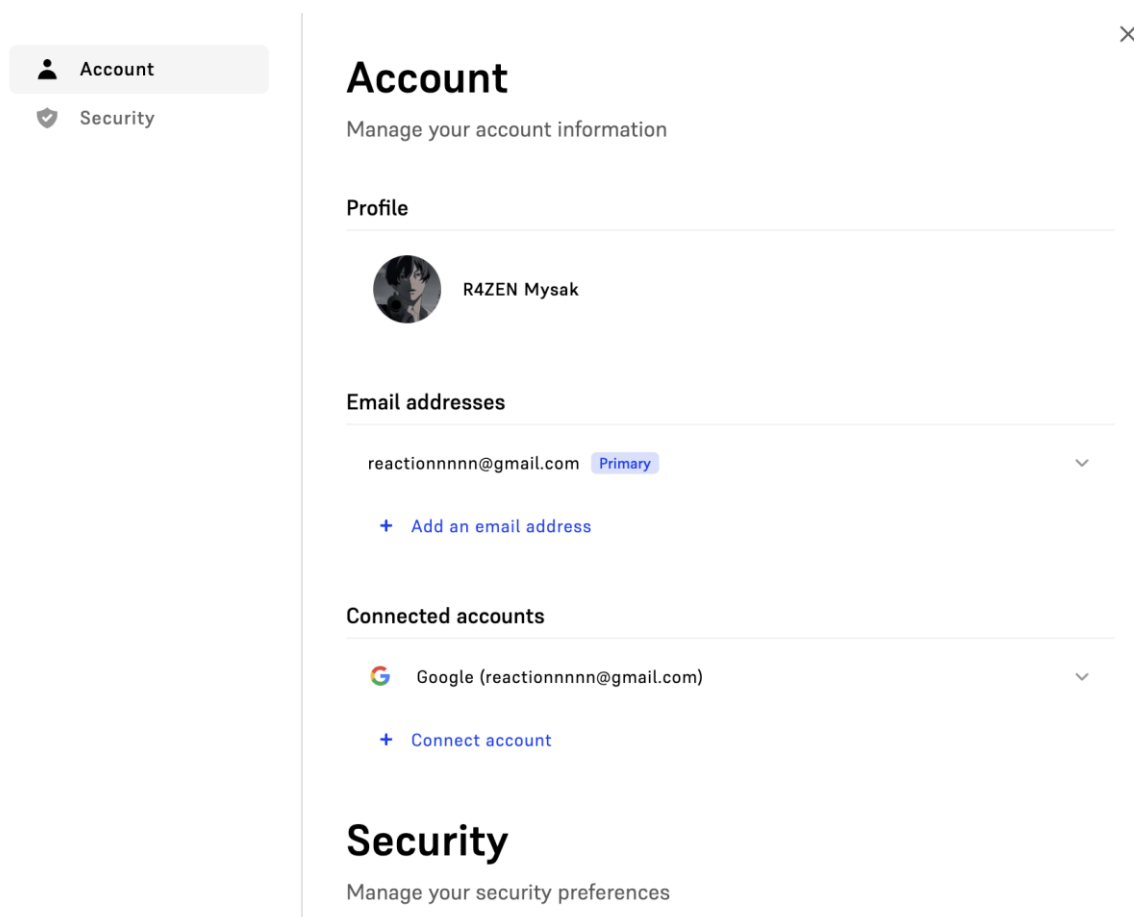 Account
Security
Account
Manage your account information
Profile
R4ZEN Mysak
Email addresses
reactionnnnn@gmail.com Primary
+ Add an email address
Connected accounts
Google (reactionnnnn@gmail.com)
+ Connect account
Security
Manage your security preferences